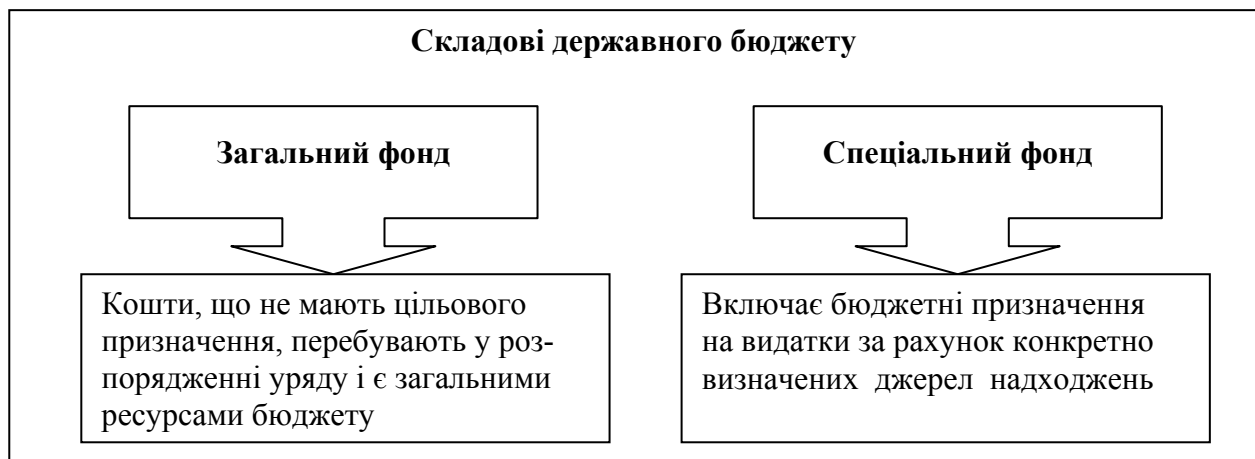 Складові державного бюджету
Загальний фонд
Спеціальний фонд
Кошти, що не мають цільового
призначення, перебувають у роз-
порядженні уряду і є загальними
ресурсами бюджету
Включає бюджетні призначення
на видатки за рахунок конкретно
визначених джерел надходжень